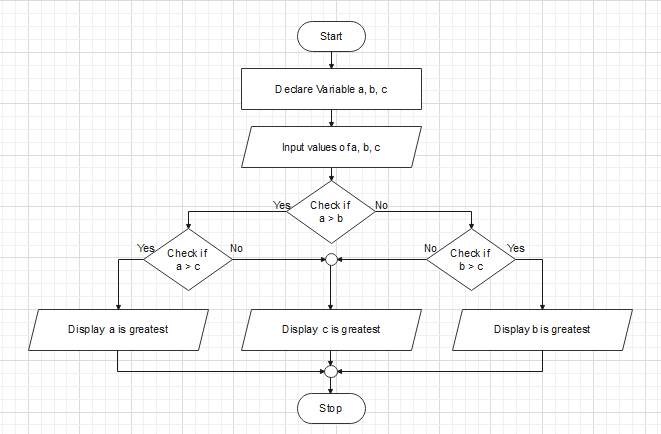 Start
Declare Variable a, b, c
Input values of a, b, c
Yes
Check if
a > b
No
Yes
Check if
a > c
No
No
Check if
b > c
Yes
Display a is greatest
Display c is greatest
Display b is greatest
Stop